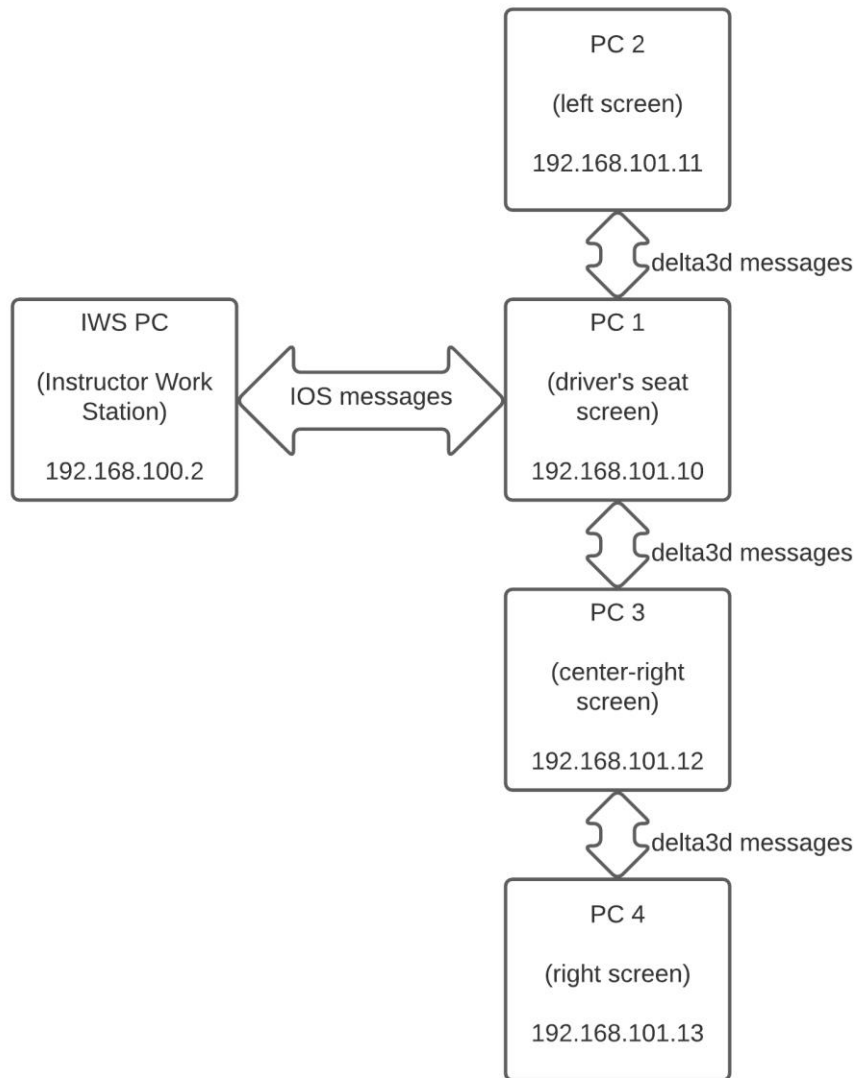 PC 2
(left screen)
192.168.101.11
delta3d messages
IWS PC
(Instructor Work
Station)
192.168.100.2
IOS messages
PC 1
(driver's seat
screen)
192.168.101.10
delta3d messages
PC 3
(center-right
screen)
192.168.101.12
delta3d messages
PC 4
(right screen)
192.168.101.13